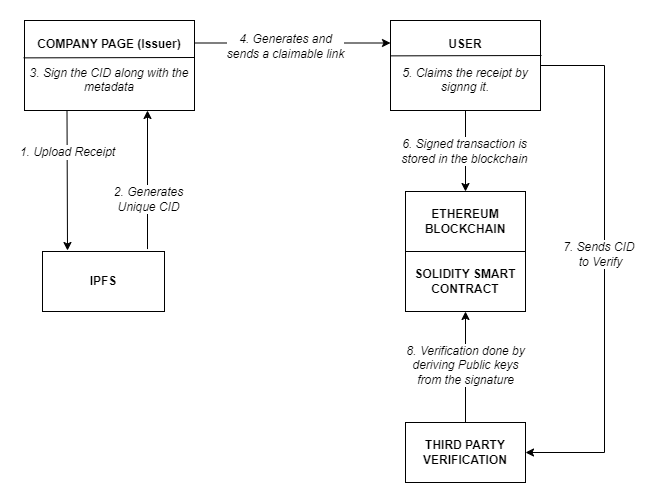 COMPANY PAGE (Issuer)
3. Sign the CID along with the
metadata
4. Generates and
sends a claimable link
USER
5. Claims the receipt by
signng it.
1. Upload Receipt
2. Generates
Unique CID
IPFS
6. Signed transaction is
stored in the blockchain
ETHEREUM
BLOCKCHAIN
SOLIDITY SMART
CONTRACT
7. Sends CID
to Verify
8. Verification done by
deriving Public keys
from the signature
THIRD PARTY
VERIFICATION